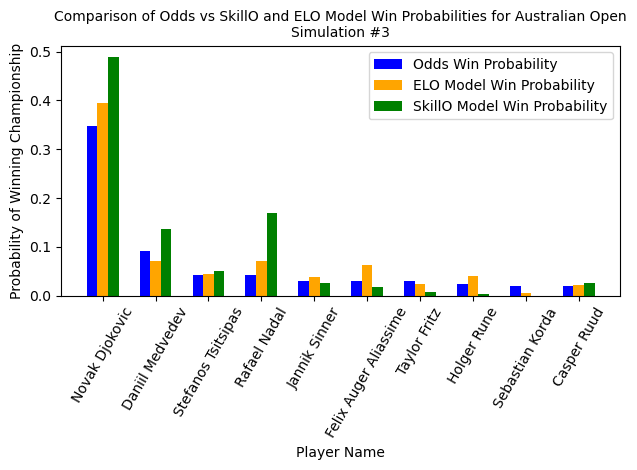 Comparison of Odds vs SkillO and ELO Model Win Probabilities for Australian Open
Simulation #3
Odds Win Probability
ELO Model Win Probability
SkillO Model Win Probability
Probability of Winning Championship
0.5
0.4
0.3
0.2
0.1
0.0
Novak Djokovic
Daniil Medvedev
Stefanos Tsitsipas
Rafael Nadal
Jannik Sinner
Felix Auger Aliassime
Taylor Fritz
Holger Rune
Sebastian Korda
Casper Ruud
Player Name